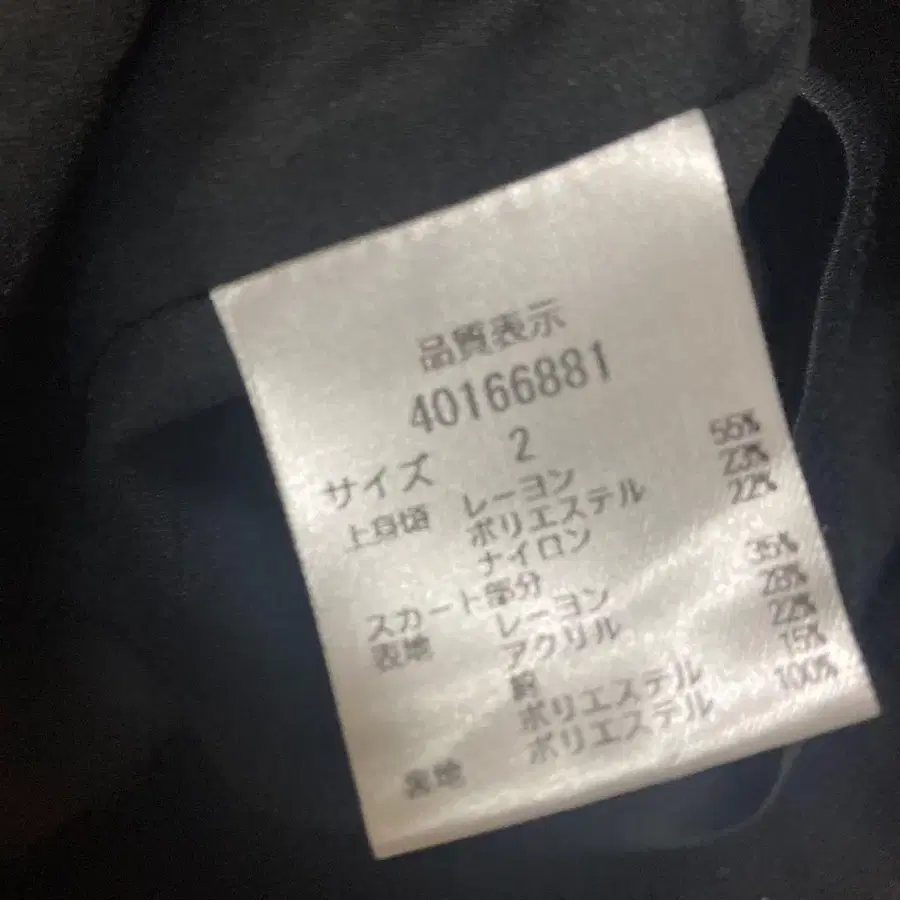 品質表示
40166881
サイズ 2
上身頃 レーヨン 55%
ポリエステル 23%
ナイロン 22%
スカート部分
表地 レーヨン 35%
アクリル 28%
綿 22%
ポリエステル 15%
裏地 ポリエステル 100%